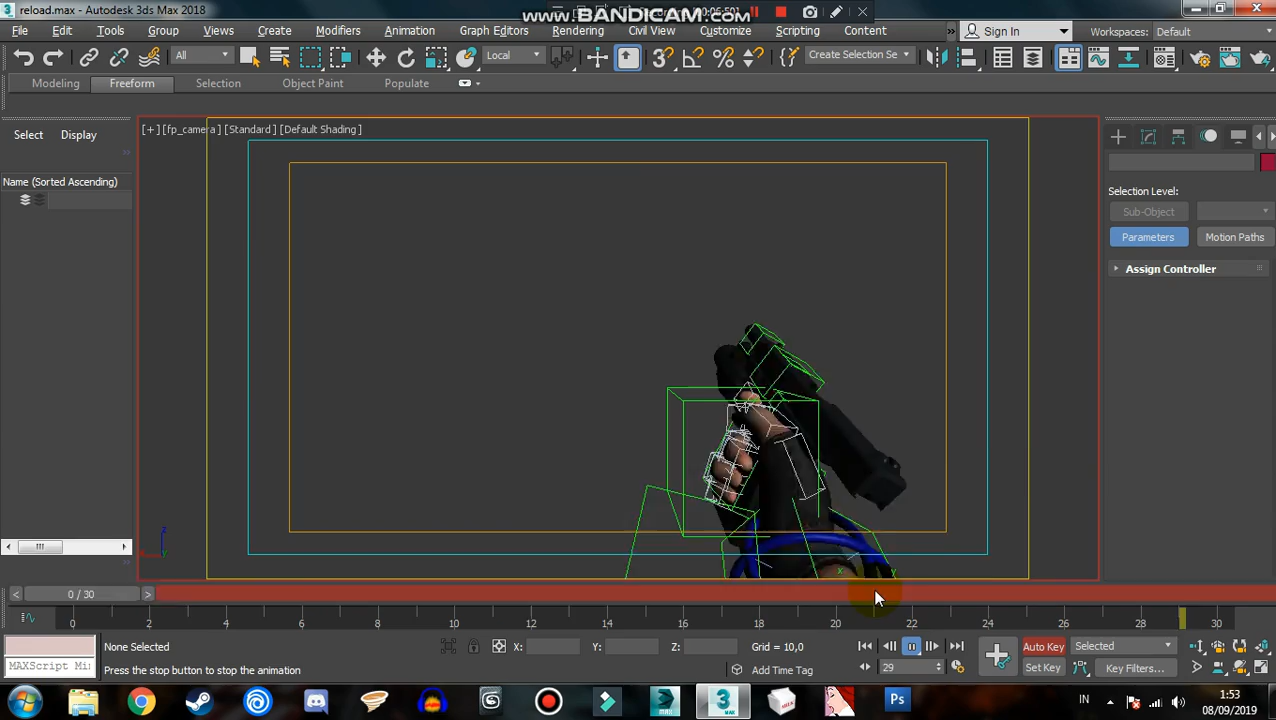 reload.max - Autodesk 3ds Max 2018
www.BANDICAM.com
File Edit Tools Group Views Create Modifiers Animation Graph Editors Rendering Civil View Customize Scripting Content Sign In Workspaces: Default
All Local Create Selection Se
Modeling Freeform Selection Object Paint Populate
Select Display
[+] [fp_camera] [Standard] [Default Shading]
Name (Sorted Ascending)
Selection Level:
Sub-Object
Parameters Motion Paths
Assign Controller
0 / 30
0 2 4 6 8 10 12 14 16 18 20 22 24 26 28 30
None Selected X: Y: Z: Grid = 10,0 Auto Key Selected
MAXScript Mi Press the stop button to stop the animation Add Time Tag 29 Set Key Key Filters...
IN 1:53
08/09/2019